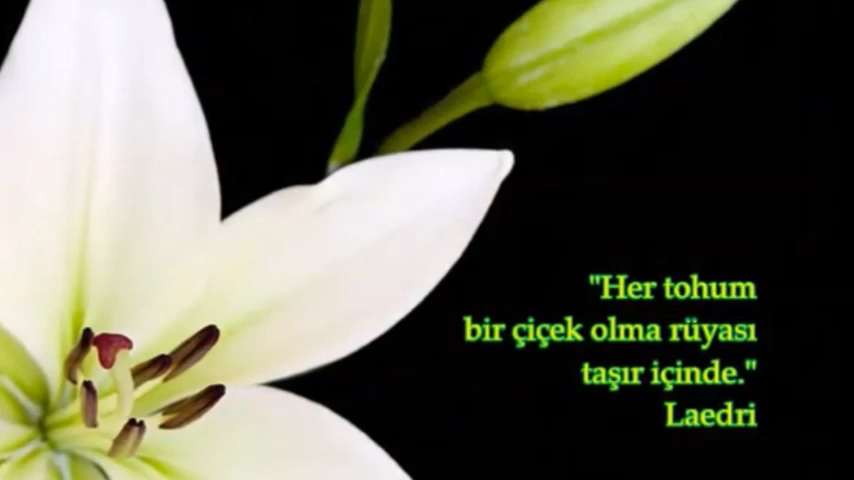 "Her tohum
bir çiçek olma rüyası
taşır içinde."
Laedri